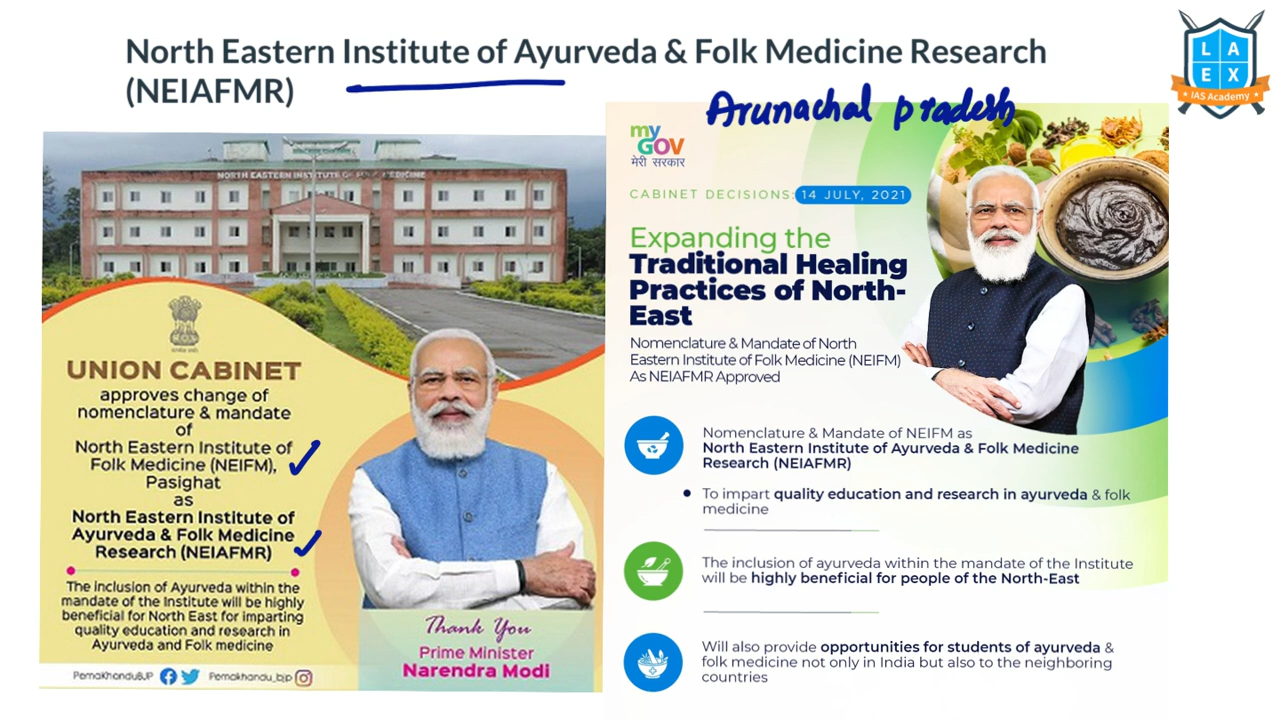 North Eastern Institute of Ayurveda & Folk Medicine Research
(NEIAFMR)
L A
E X
IAS Academy
Arunachal pradesh
NORTH EASTERN INSTITUTE OF FOLK MEDICINE
UNION CABINET
approves change of
nomenclature & mandate
of
North Eastern Institute of
Folk Medicine (NEIFM),
Pasighat
as
North Eastern Institute of
Ayurveda & Folk Medicine
Research (NEIAFMR)
The inclusion of Ayurveda within the
mandate of the Institute will be highly
beneficial for North East for imparting
quality education and research in
Ayurveda and Folk medicine
Thank You
Prime Minister
Narendra Modi
PemaKhanduBJP
Pemakhandu_bjp
my
GOV
मेरी सरकार
CABINET DECISIONS: 14 JULY, 2021
Expanding the
Traditional Healing
Practices of North-
East
Nomenclature & Mandate of North
Eastern Institute of Folk Medicine (NEIFM)
As NEIAFMR Approved
Nomenclature & Mandate of NEIFM as
North Eastern Institute of Ayurveda & Folk Medicine
Research (NEIAFMR)
• To impart quality education and research in ayurveda & folk
medicine
The inclusion of ayurveda within the mandate of the Institute
will be highly beneficial for people of the North-East
Will also provide opportunities for students of ayurveda &
folk medicine not only in India but also to the neighboring
countries